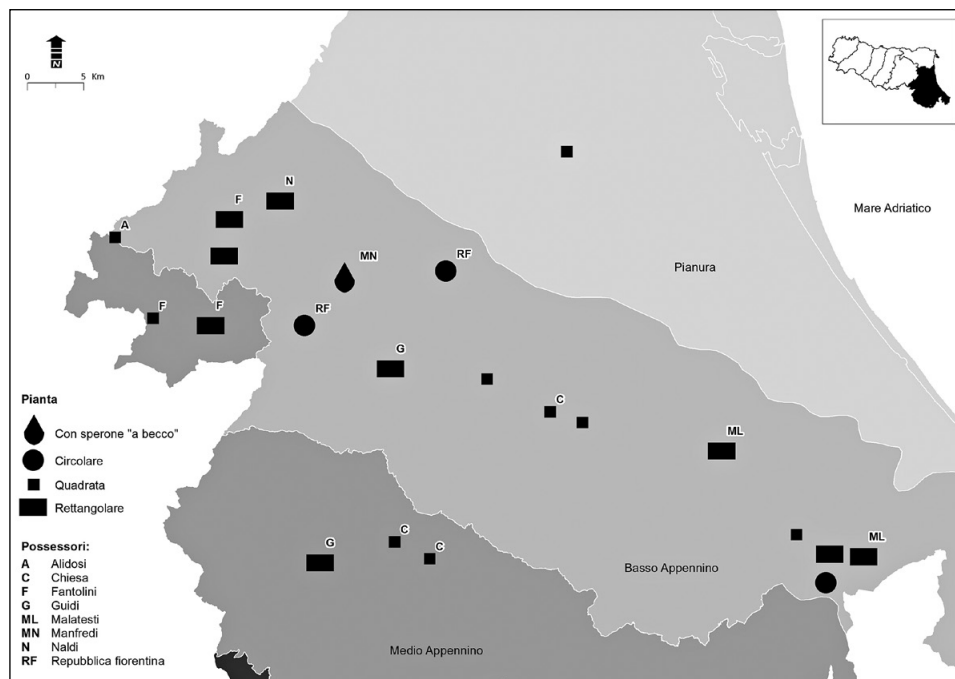 N
0 5 Km
Mare Adriatico
N
F
A
MN
RF
Pianura
F
F
RF
G
C
ML
Pianta
Con sperone "a becco"
Circolare
Quadrata
Rettangolare
C
C
G
ML
Basso Appennino
Medio Appennino
Possessori:
A Alidosi
C Chiesa
F Fantolini
G Guidi
ML Malatesti
MN Manfredi
N Naldi
RF Repubblica fiorentina